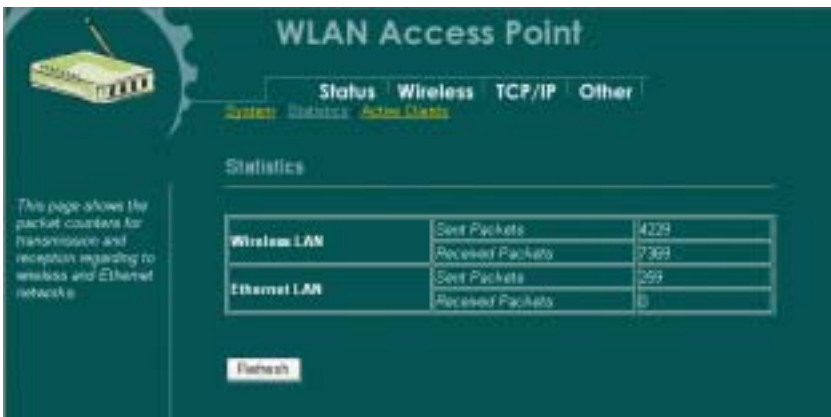 WLAN Access Point
Status Wireless TCP/IP Other
System Statistics Active Clients
Statistics
This page shows the
packet counters for
transmission and
reception regarding to
wireless and Ethernet
networks.
Wireless LAN Sent Packets 4229
Received Packets 7369
Ethernet LAN Sent Packets 259
Received Packets 0
Refresh